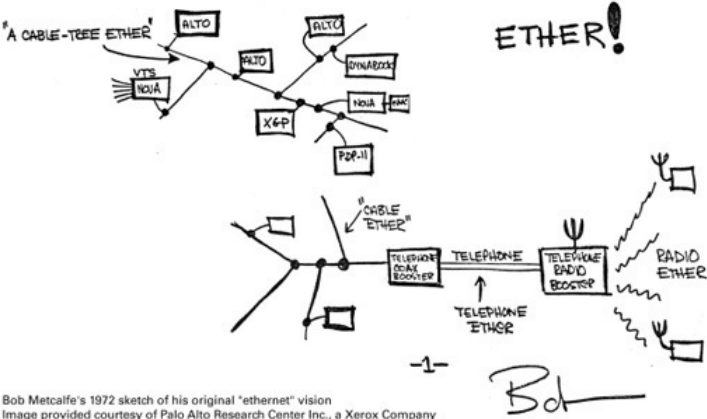 "A CABLE-TREE ETHER"
ALTO
ALTO
ETHER!
ALTO
DYNABOOK
VTS
NOVA
XGP
NOVA
PDP-11
"CABLE
ETHER"
TELEPHONE
COAX
BOOSTER
TELEPHONE
TELEPHONE
ETHER
TELEPHONE
RADIO
BOOSTER
RADIO
ETHER
-1-
Bob
Bob Metcalfe's 1972 sketch of his original "ethernet" vision
Image provided courtesy of Palo Alto Research Center Inc., a Xerox Company